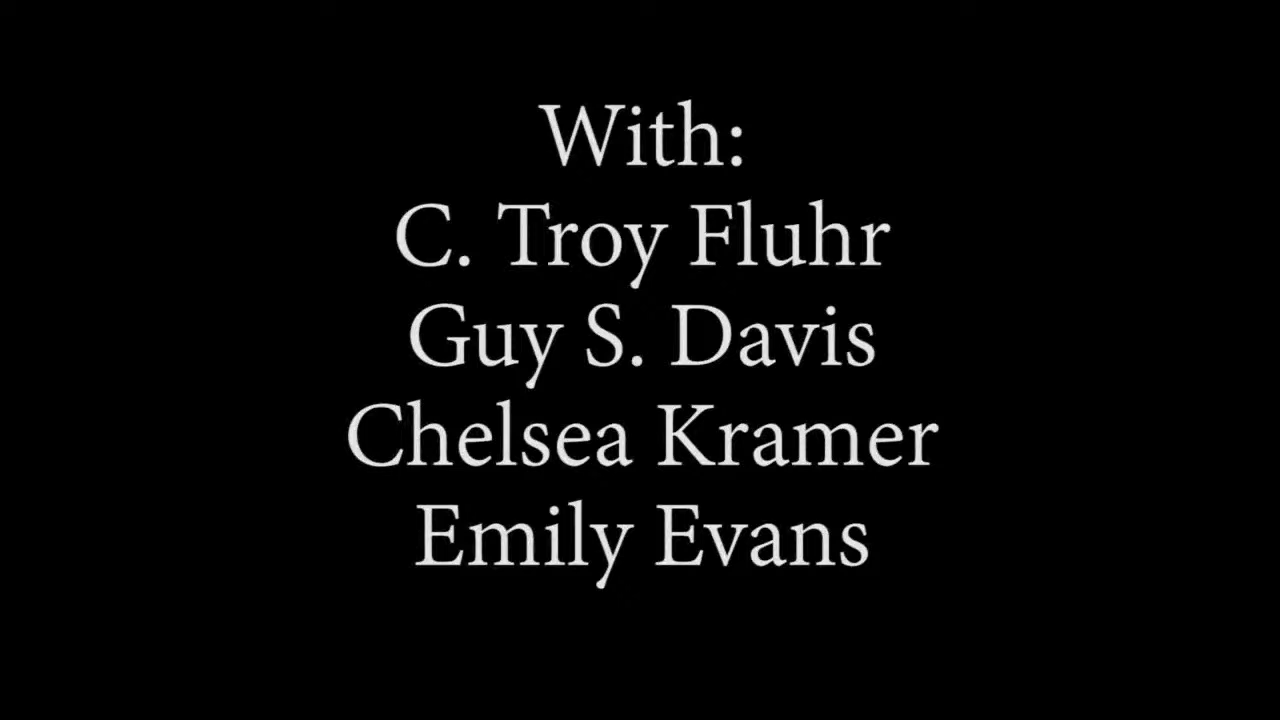 With:
C. Troy Fluhr
Guy S. Davis
Chelsea Kramer
Emily Evans